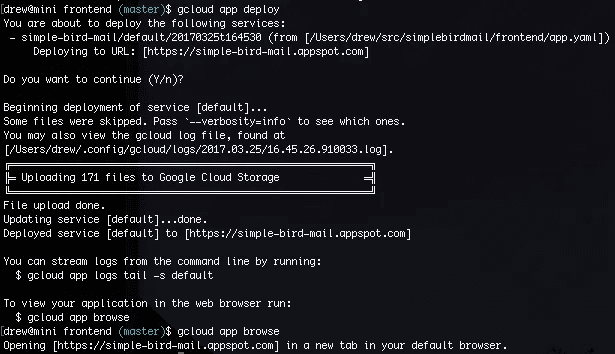 [drew@mini frontend (master)$ gcloud app deploy
You are about to deploy the following services:
 - simple-bird-mail/default/20170325t164530 (from [/Users/drew/src/simplebirdmail/frontend/app.yaml])
     Deploying to URL: [https://simple-bird-mail.appspot.com]
Do you want to continue (Y/n)?
Beginning deployment of service [default]...
Some files were skipped. Pass `--verbosity=info` to see which ones.
You may also view the gcloud log file, found at
[/Users/drew/.config/gcloud/logs/2017.03.25/16.45.26.910033.log].
Uploading 171 files to Google Cloud Storage
File upload done.
Updating service [default]...done.
Deployed service [default] to [https://simple-bird-mail.appspot.com]
You can stream logs from the command line by running:
  $ gcloud app logs tail -s default
To view your application in the web browser run:
  $ gcloud app browse
[drew@mini frontend (master)$ gcloud app browse
Opening [https://simple-bird-mail.appspot.com] in a new tab in your default browser.